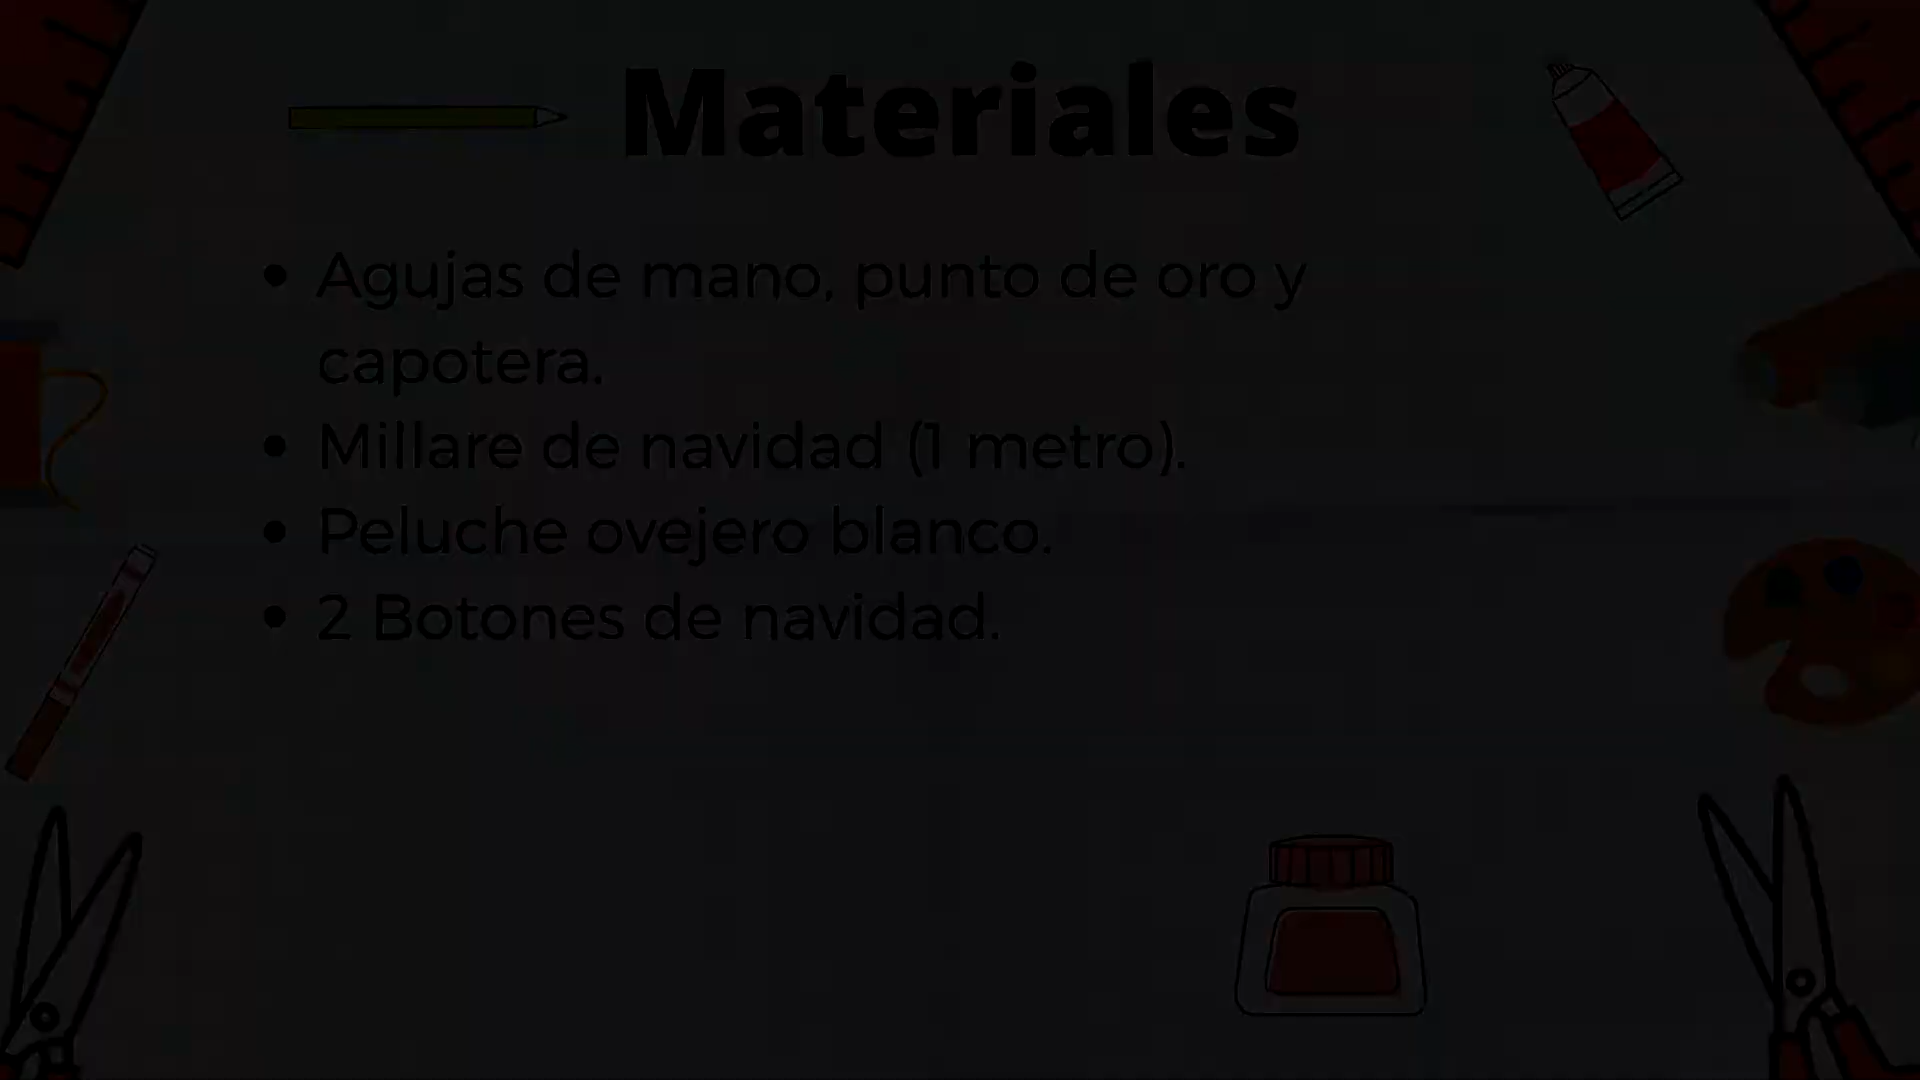 Materiales
• Agujas de mano, punto de oro y
capotera.
• Millare de navidad (1 metro).
• Peluche ovejero blanco.
• 2 Botones de navidad.